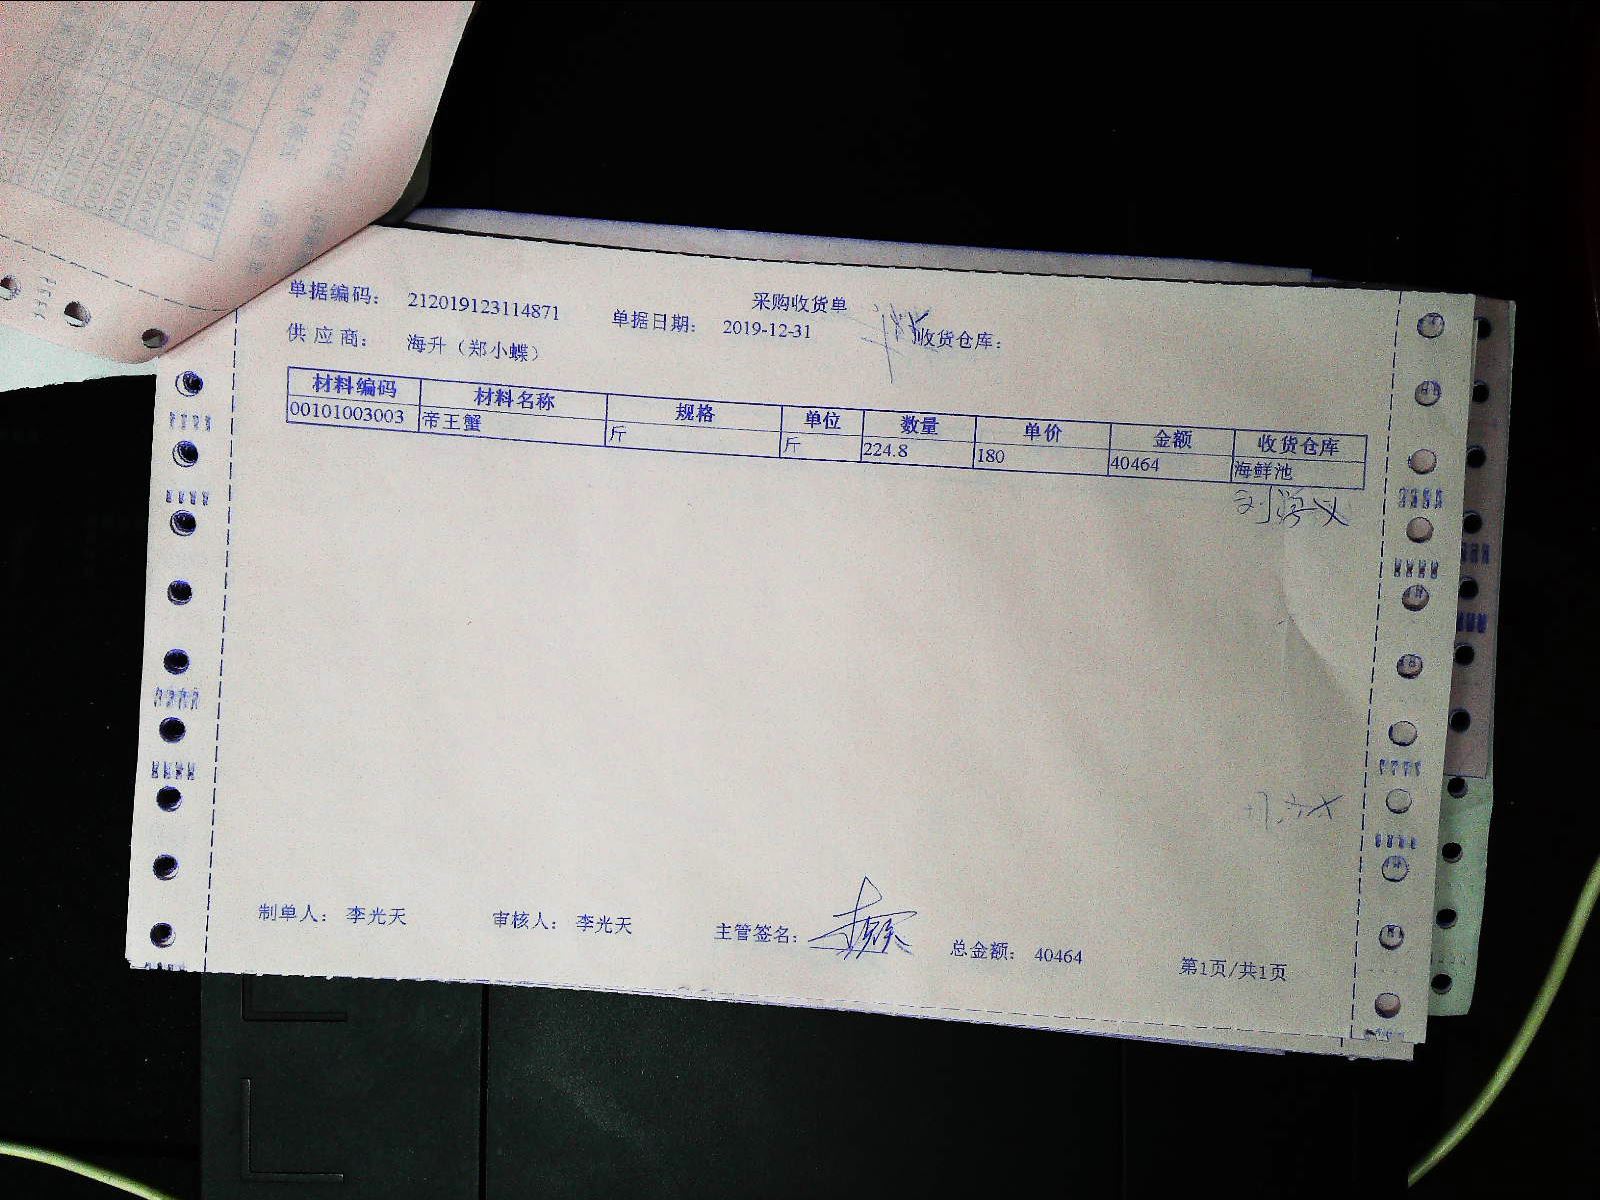 采购收货单
单据编码： 212019123114871 单据日期： 2019-12-31 收货仓库：
供应商： 海升（郑小蝶）
材料编码 材料名称 规格 单位 数量 单价 金额 收货仓库
00101003003 帝王蟹 斤 斤 224.8 180 40464 海鲜池
制单人： 李光天 审核人： 李光天 主管签名： 总金额： 40464 第1页/共1页